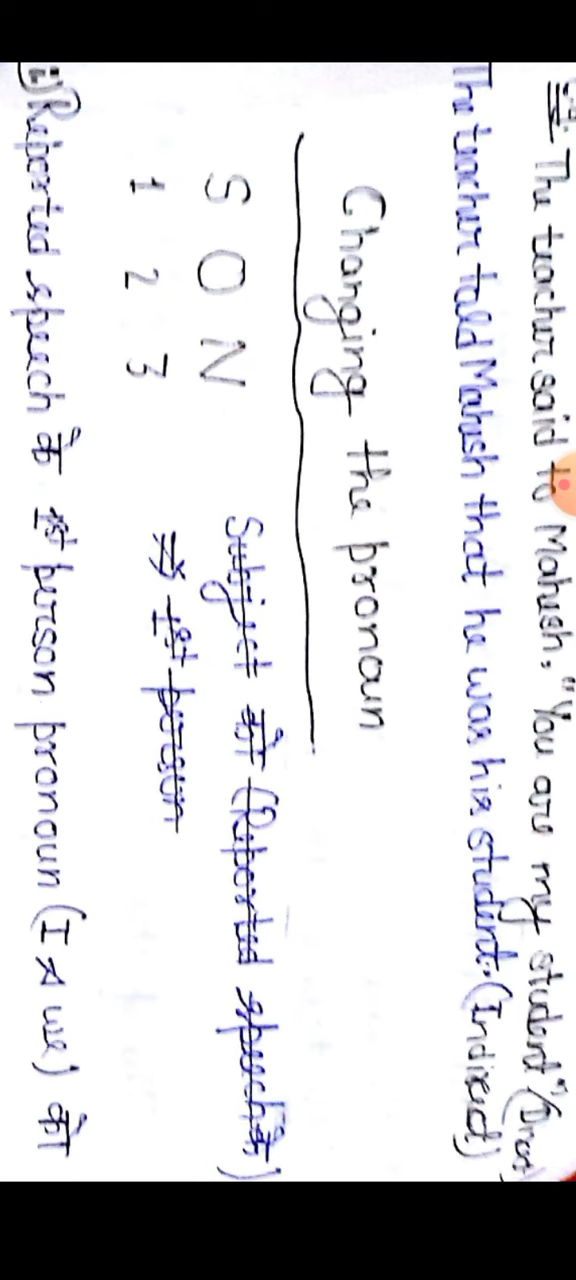 eg. The teacher said to Mahesh, "You are my student"(Direct)
The teacher told Mahesh that he was his student. (Indirect)
Changing the pronoun
S O N
1 2 3
Subject को (Reported speech के)
⇒ 1st person
i) Reported speech के 1st person pronoun (I & we) को